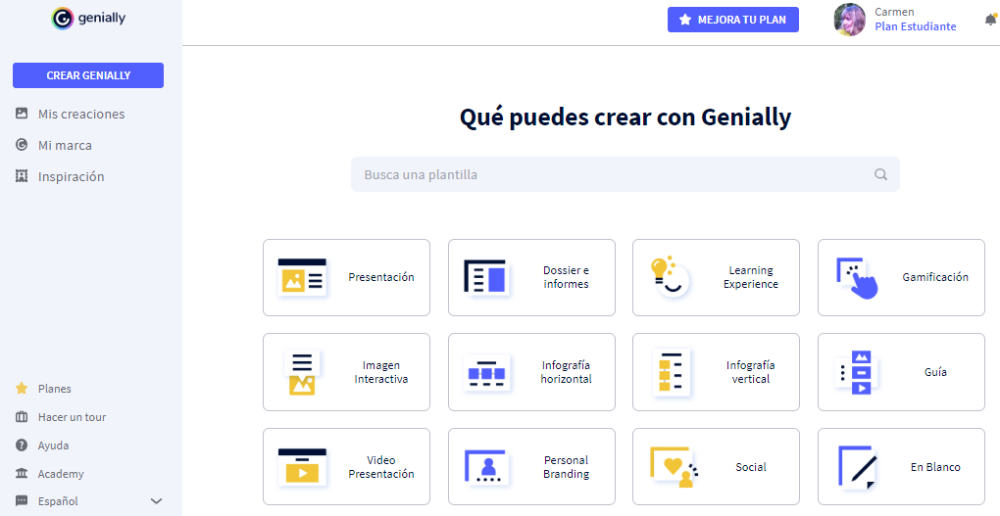 genially
MEJORA TU PLAN
Carmen
Plan Estudiante
CREAR GENIALLY
Mis creaciones
Mi marca
Inspiración
Planes
Hacer un tour
Ayuda
Academy
Español
Qué puedes crear con Genially
Busca una plantilla
Presentación
Dossier e
informes
Learning
Experience
Gamificación
Imagen
Interactiva
Infografía
horizontal
Infografía
vertical
Guía
Video
Presentación
Personal
Branding
Social
En Blanco